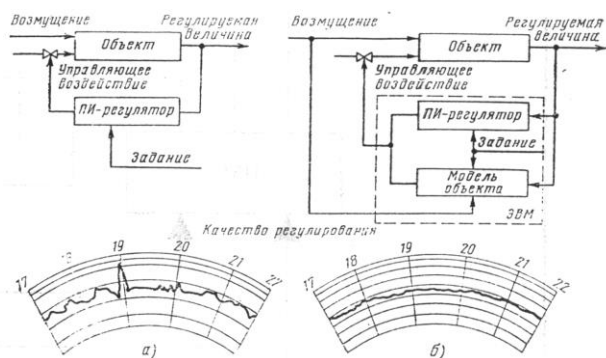 Возмущение
Регулируемая величина
Объект
Управляющее воздействие
ПИ-регулятор
Задание
Возмущение
Регулируемая величина
Объект
Управляющее воздействие
ПИ-регулятор
Задание
Модель объекта
ЭВМ
Качество регулирования
17 19 20 21 22
17 18 19 20 21 22
а) б)